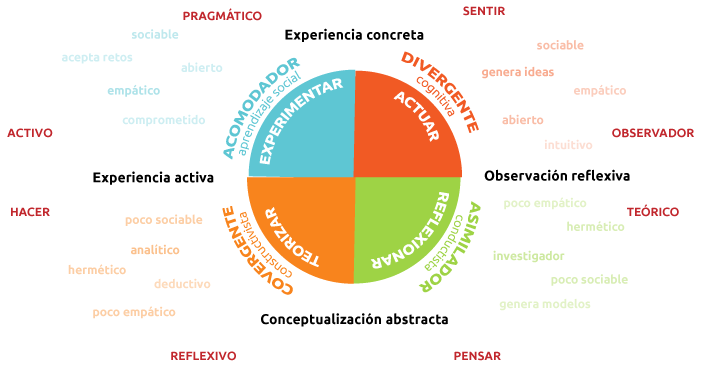 PRAGMÁTICO
SENTIR
sociable
Experiencia concreta
sociable
acepta retos
abierto
genera ideas
empático
empático
comprometido
abierto
intuitivo
ACOMODADOR
aprendizaje social
EXPERIMENTAR
DIVERGENTE
cognitiva
ACTUAR
ACTIVO
OBSERVADOR
Experiencia activa
Observación reflexiva
HACER
TEÓRICO
poco sociable
analítico
hermético
deductivo
poco empático
COVERGENTE
constructivista
TEORIZAR
REFLEXIONAR
conductista
ASIMILADOR
poco empático
hermético
investigador
poco sociable
genera modelos
Conceptualización abstracta
REFLEXIVO
PENSAR